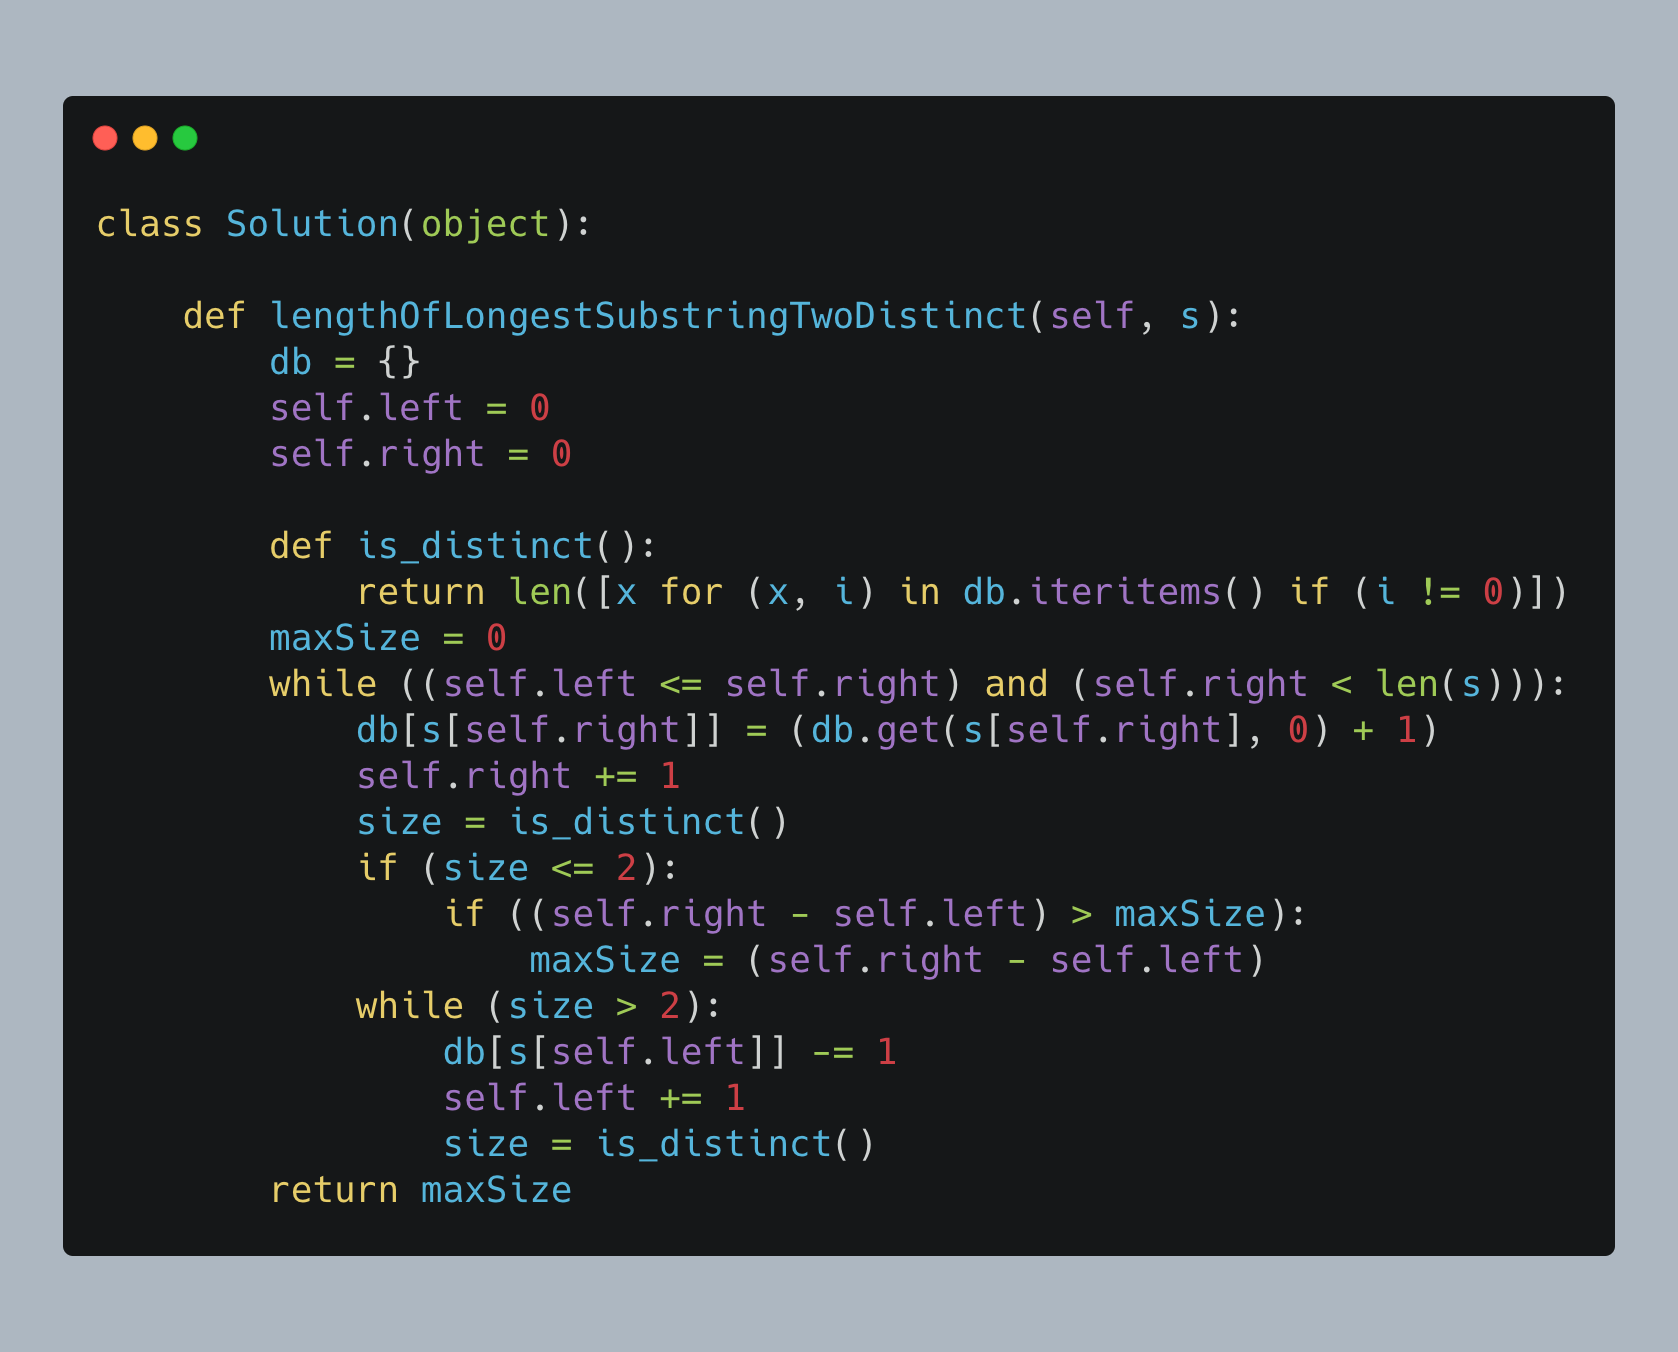 class Solution(object):

    def lengthOfLongestSubstringTwoDistinct(self, s):
        db = {}
        self.left = 0
        self.right = 0

        def is_distinct():
            return len([x for (x, i) in db.iteritems() if (i != 0)])
        maxSize = 0
        while ((self.left <= self.right) and (self.right < len(s))):
            db[s[self.right]] = (db.get(s[self.right], 0) + 1)
            self.right += 1
            size = is_distinct()
            if (size <= 2):
                if ((self.right - self.left) > maxSize):
                    maxSize = (self.right - self.left)
            while (size > 2):
                db[s[self.left]] -= 1
                self.left += 1
                size = is_distinct()
        return maxSize